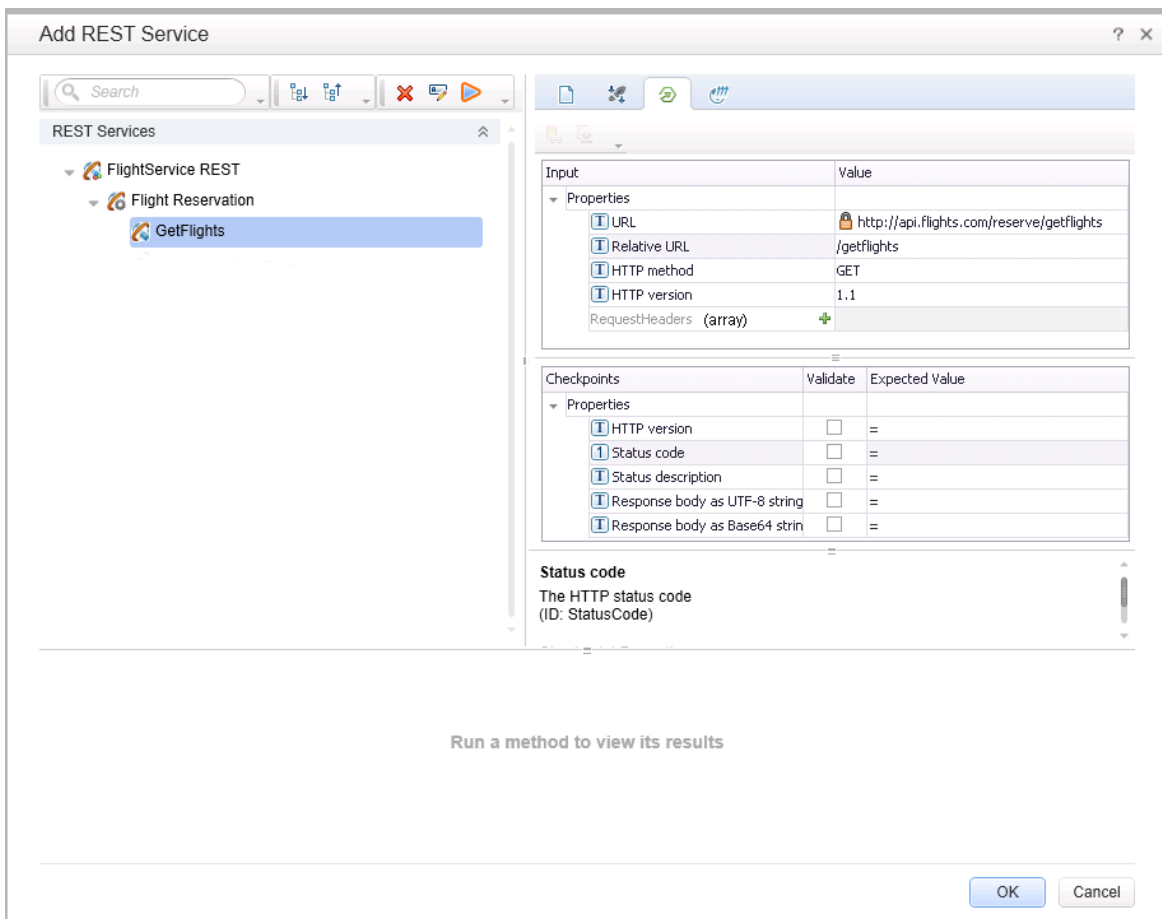 Add REST Service
?
Search
REST Services
FlightService REST
Flight Reservation
GetFlights
Input Value
Properties
URL http://api.flights.com/reserve/getflights
Relative URL /getflights
HTTP method GET
HTTP version 1.1
RequestHeaders (array)
Checkpoints Validate Expected Value
Properties
HTTP version =
Status code =
Status description =
Response body as UTF-8 string =
Response body as Base64 strin =
Status code
The HTTP status code
(ID: StatusCode)
Run a method to view its results
OK Cancel